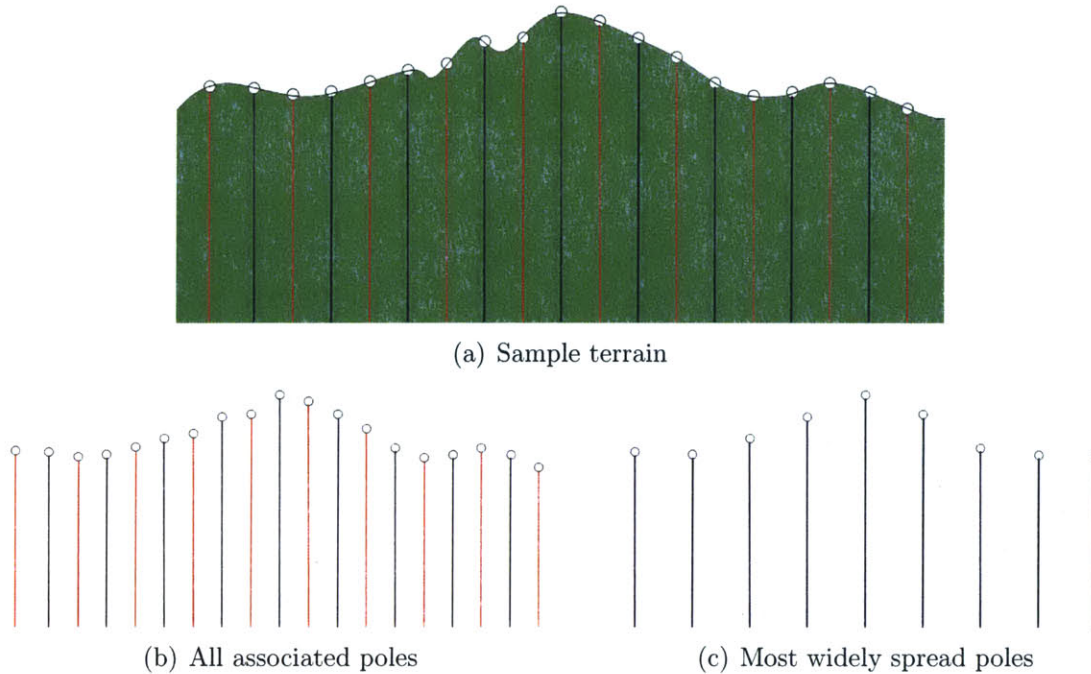 (a) Sample terrain
(b) All associated poles
(c) Most widely spread poles